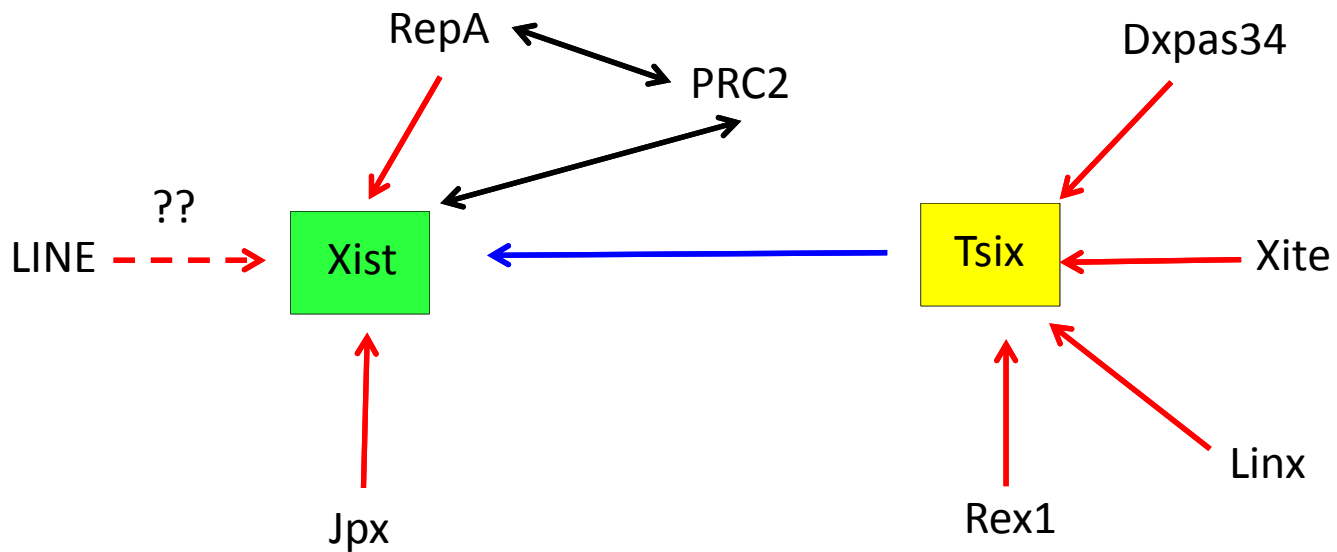 RepA
Dxpas34
PRC2
??
LINE
Xist
Tsix
Xite
Linx
Jpx
Rex1